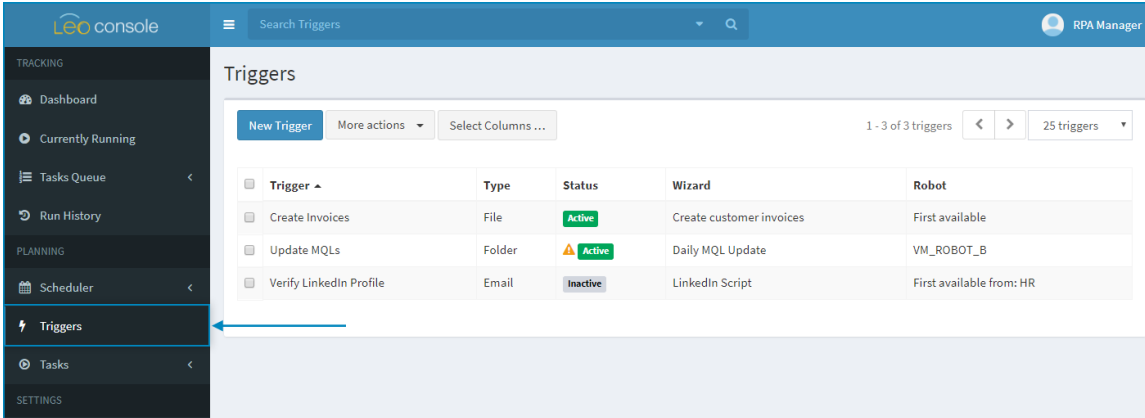 Leo console
Search Triggers
RPA Manager
TRACKING
Dashboard
Currently Running
Tasks Queue
Run History
PLANNING
Scheduler
Triggers
Tasks
SETTINGS
Triggers
New Trigger More actions Select Columns ... 1 - 3 of 3 triggers 25 triggers
Trigger Type Status Wizard Robot
Create Invoices File Active Create customer invoices First available
Update MQLs Folder Active Daily MQL Update VM_ROBOT_B
Verify LinkedIn Profile Email Inactive LinkedIn Script First available from: HR